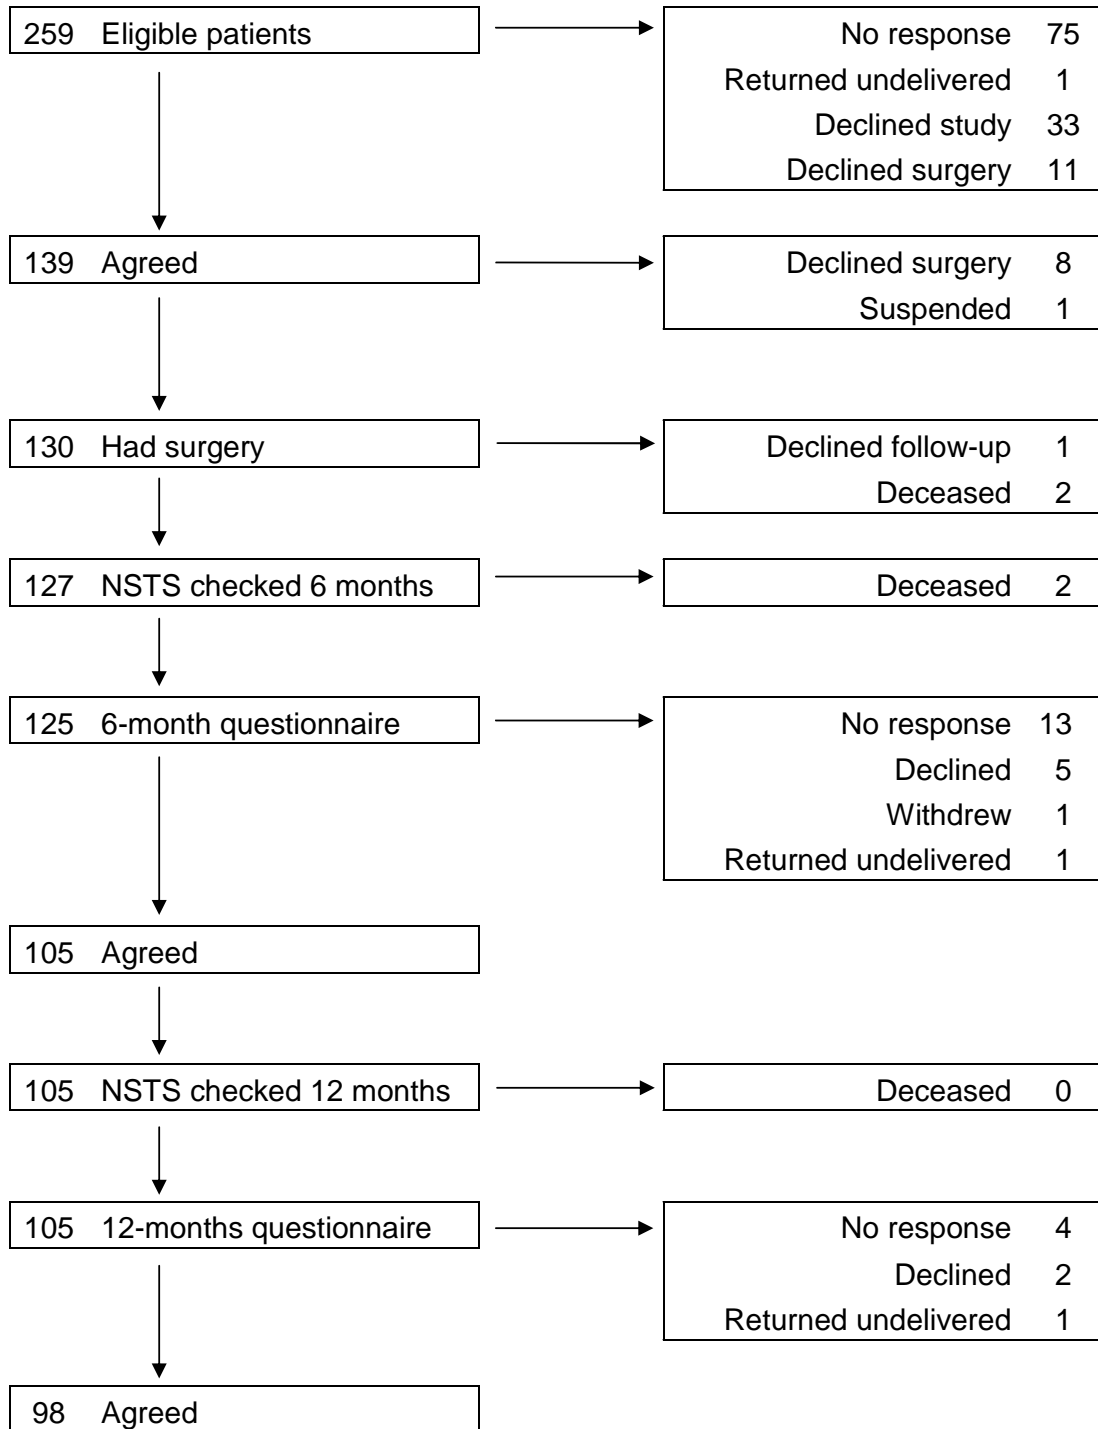 259 Eligible patients
No response 75
Returned undelivered 1
Declined study 33
Declined surgery 11
139 Agreed
Declined surgery 8
Suspended 1
130 Had surgery
Declined follow-up 1
Deceased 2
127 NSTS checked 6 months
Deceased 2
125 6-month questionnaire
No response 13
Declined 5
Withdrew 1
Returned undelivered 1
105 Agreed
105 NSTS checked 12 months
Deceased 0
105 12-months questionnaire
No response 4
Declined 2
Returned undelivered 1
98 Agreed